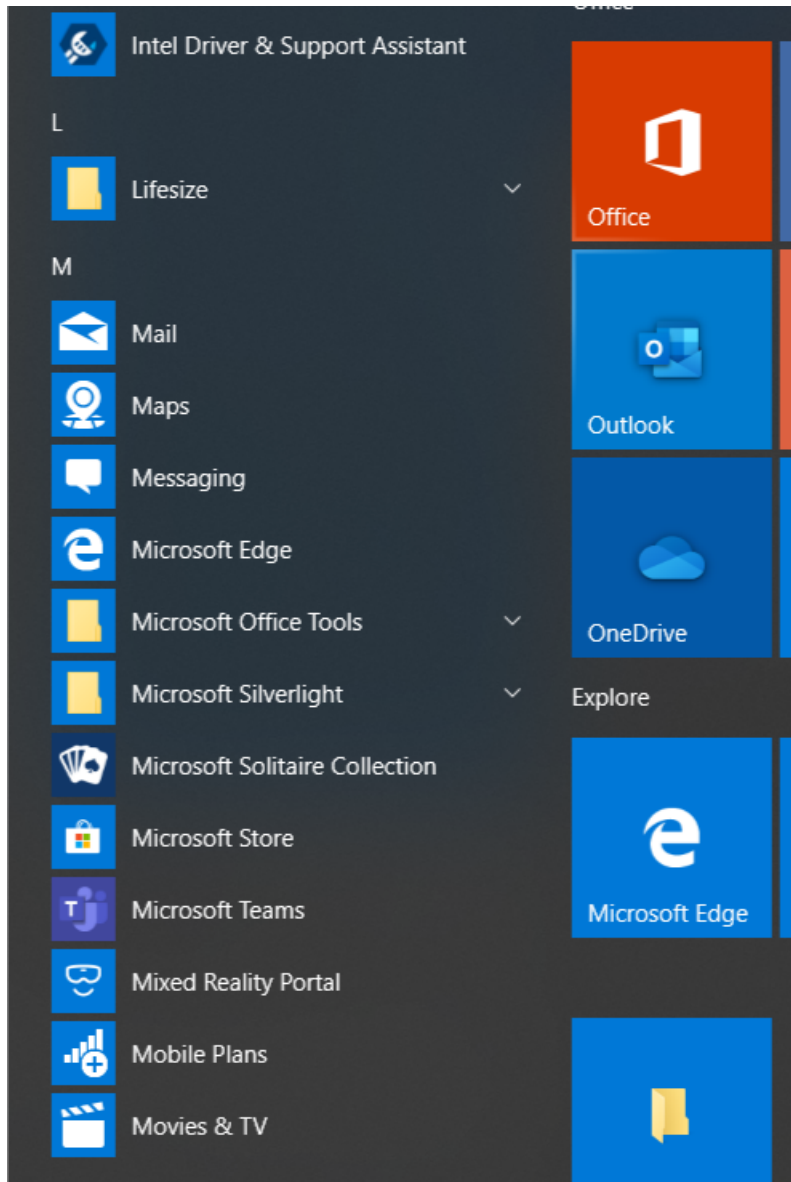 Intel Driver & Support Assistant
L
Lifesize
M
Mail
Maps
Messaging
Microsoft Edge
Microsoft Office Tools
Microsoft Silverlight
Microsoft Solitaire Collection
Microsoft Store
Microsoft Teams
Mixed Reality Portal
Mobile Plans
Movies & TV
Office
Office
Outlook
OneDrive
Explore
Microsoft Edge